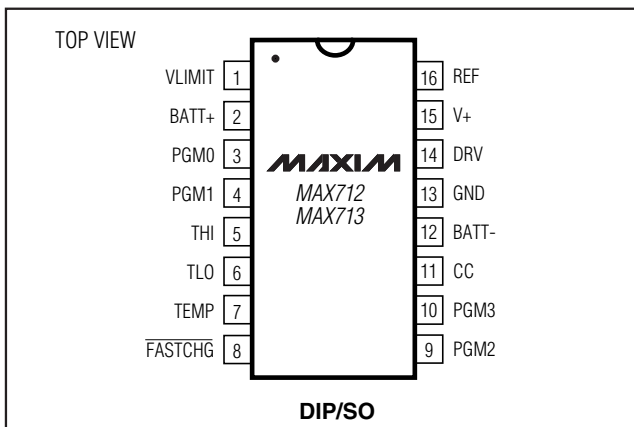 TOP VIEW
VLIMIT 1
BATT+ 2
PGM0 3
PGM1 4
THI 5
TLO 6
TEMP 7
FASTCHG 8
MAXIM
MAX712
MAX713
16 REF
15 V+
14 DRV
13 GND
12 BATT-
11 CC
10 PGM3
9 PGM2
DIP/SO